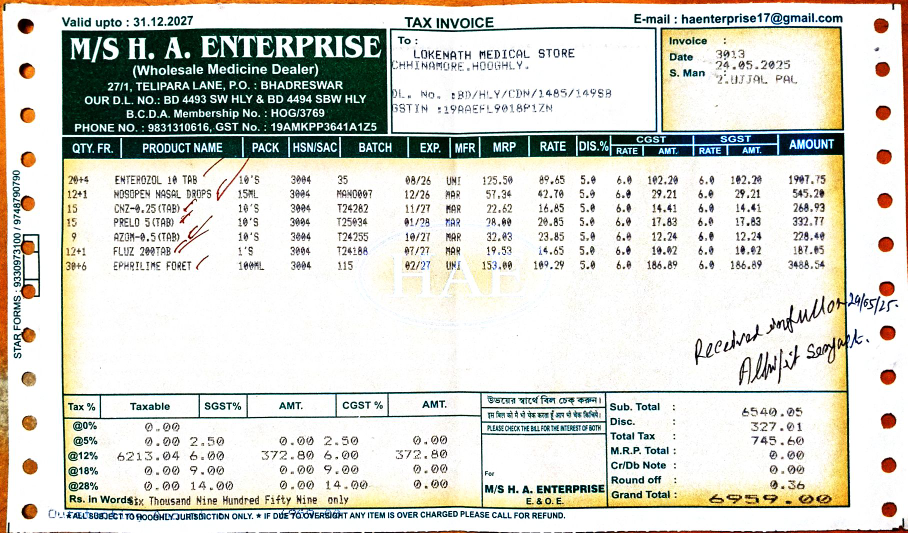 Valid upto : 31.12.2027
TAX INVOICE
E-mail : haenterprise17@gmail.com
M/S H. A. ENTERPRISE
(Wholesale Medicine Dealer)
27/1, TELIPARA LANE, P.O. : BHADRESWAR
OUR D.L. NO.: BD 4493 SW HLY & BD 4494 SBW HLY
B.C.D.A. Membership No. : HOG/3769
PHONE NO. : 9831310616, GST No. : 19AMKPP3641A1Z5
To :
LOKENATH MEDICAL STORE
CHHINAMORE.HOOGHLY.
DL. No. :BD/HLY/CDN/1485/1495B
GSTIN :19AAEFL9018P1ZN
Invoice : 3013
Date : 24.05.2025
S. Man : 2.UJJAL PAL
QTY. FR. PRODUCT NAME PACK HSN/SAC BATCH EXP. MFR MRP RATE DIS.% CGST RATE AMT. SGST RATE AMT. AMOUNT
20+4 ENTEROZOL 10 TAB 10'S 3004 35 08/26 UNI 125.50 89.65 5.0 6.0 102.20 6.0 102.20 1907.75
12+1 NOSOPEN NASAL DROPS 15ML 3004 MAND007 12/26 MAR 57.34 42.70 5.0 6.0 29.21 6.0 29.21 545.20
15 CNZ-0.25(TAB) 10'S 3004 T24282 11/27 MAR 22.62 16.85 5.0 6.0 14.41 6.0 14.41 268.93
15 PRELO 5(TAB) 10'S 3004 T25034 01/28 MAR 28.00 20.85 5.0 6.0 17.83 6.0 17.83 332.77
9 AZOM-0.5(TAB) 10'S 3004 T24255 10/27 MAR 32.03 23.85 5.0 6.0 12.24 6.0 12.24 228.40
12+1 FLUZ 200TAB 1'S 3004 T24188 07/27 MAR 19.53 14.65 5.0 6.0 10.02 6.0 10.02 187.05
30+6 EPHRILIME FORET 100ML 3004 115 02/27 UNI 153.00 109.29 5.0 6.0 186.89 6.0 186.89 3488.54
HAE
Received in full on 29/05/25.
STAR FORMS : 9330973100 / 9748790790
Tax % Taxable SGST% AMT. CGST % AMT.
@0% 0.00
@5% 0.00 2.50 0.00 2.50 0.00
@12% 6213.04 6.00 372.80 6.00 372.80
@18% 0.00 9.00 0.00 9.00 0.00
@28% 0.00 14.00 0.00 14.00 0.00
Rs. in Words Six Thousand Nine Hundred Fifty Nine only
উভয়ের স্বার্থে বিল চেক্ করুন।
PLEASE CHECK THE BILL FOR THE INTEREST OF BOTH
For
M/S H. A. ENTERPRISE
E. & O. E.
Sub. Total : 6540.05
Disc. : 327.01
Total Tax : 745.60
M.R.P. Total : 0.00
Cr/Db Note : 0.00
Round off : 0.36
Grand Total : 6959.00
★ ALL SUBJECT TO HOOGHLY JURISDICTION ONLY. ★ IF DUE TO OVERSIGHT ANY ITEM IS OVER CHARGED PLEASE CALL FOR REFUND.